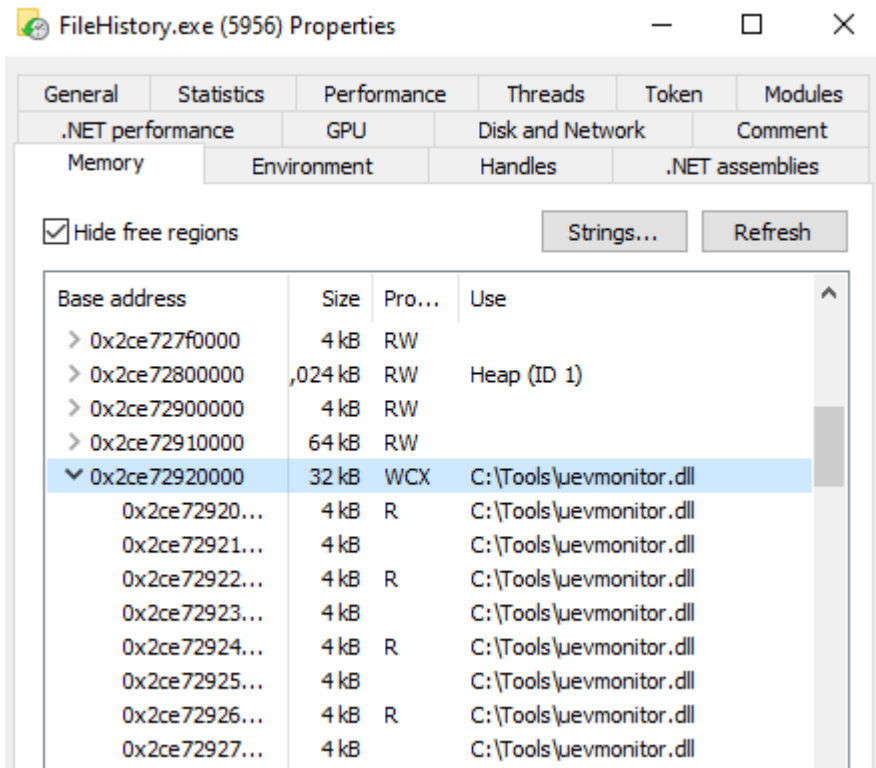 FileHistory.exe (5956) Properties
General Statistics Performance Threads Token Modules
.NET performance GPU Disk and Network Comment
Memory Environment Handles .NET assemblies
Hide free regions Strings... Refresh
Base address Size Pro... Use
0x2ce727f0000 4 kB RW
0x2ce72800000 ,024 kB RW Heap (ID 1)
0x2ce72900000 4 kB RW
0x2ce72910000 64 kB RW
0x2ce72920000 32 kB WCX C:\Tools\uevmonitor.dll
0x2ce72920... 4 kB R C:\Tools\uevmonitor.dll
0x2ce72921... 4 kB C:\Tools\uevmonitor.dll
0x2ce72922... 4 kB R C:\Tools\uevmonitor.dll
0x2ce72923... 4 kB C:\Tools\uevmonitor.dll
0x2ce72924... 4 kB R C:\Tools\uevmonitor.dll
0x2ce72925... 4 kB C:\Tools\uevmonitor.dll
0x2ce72926... 4 kB R C:\Tools\uevmonitor.dll
0x2ce72927... 4 kB C:\Tools\uevmonitor.dll